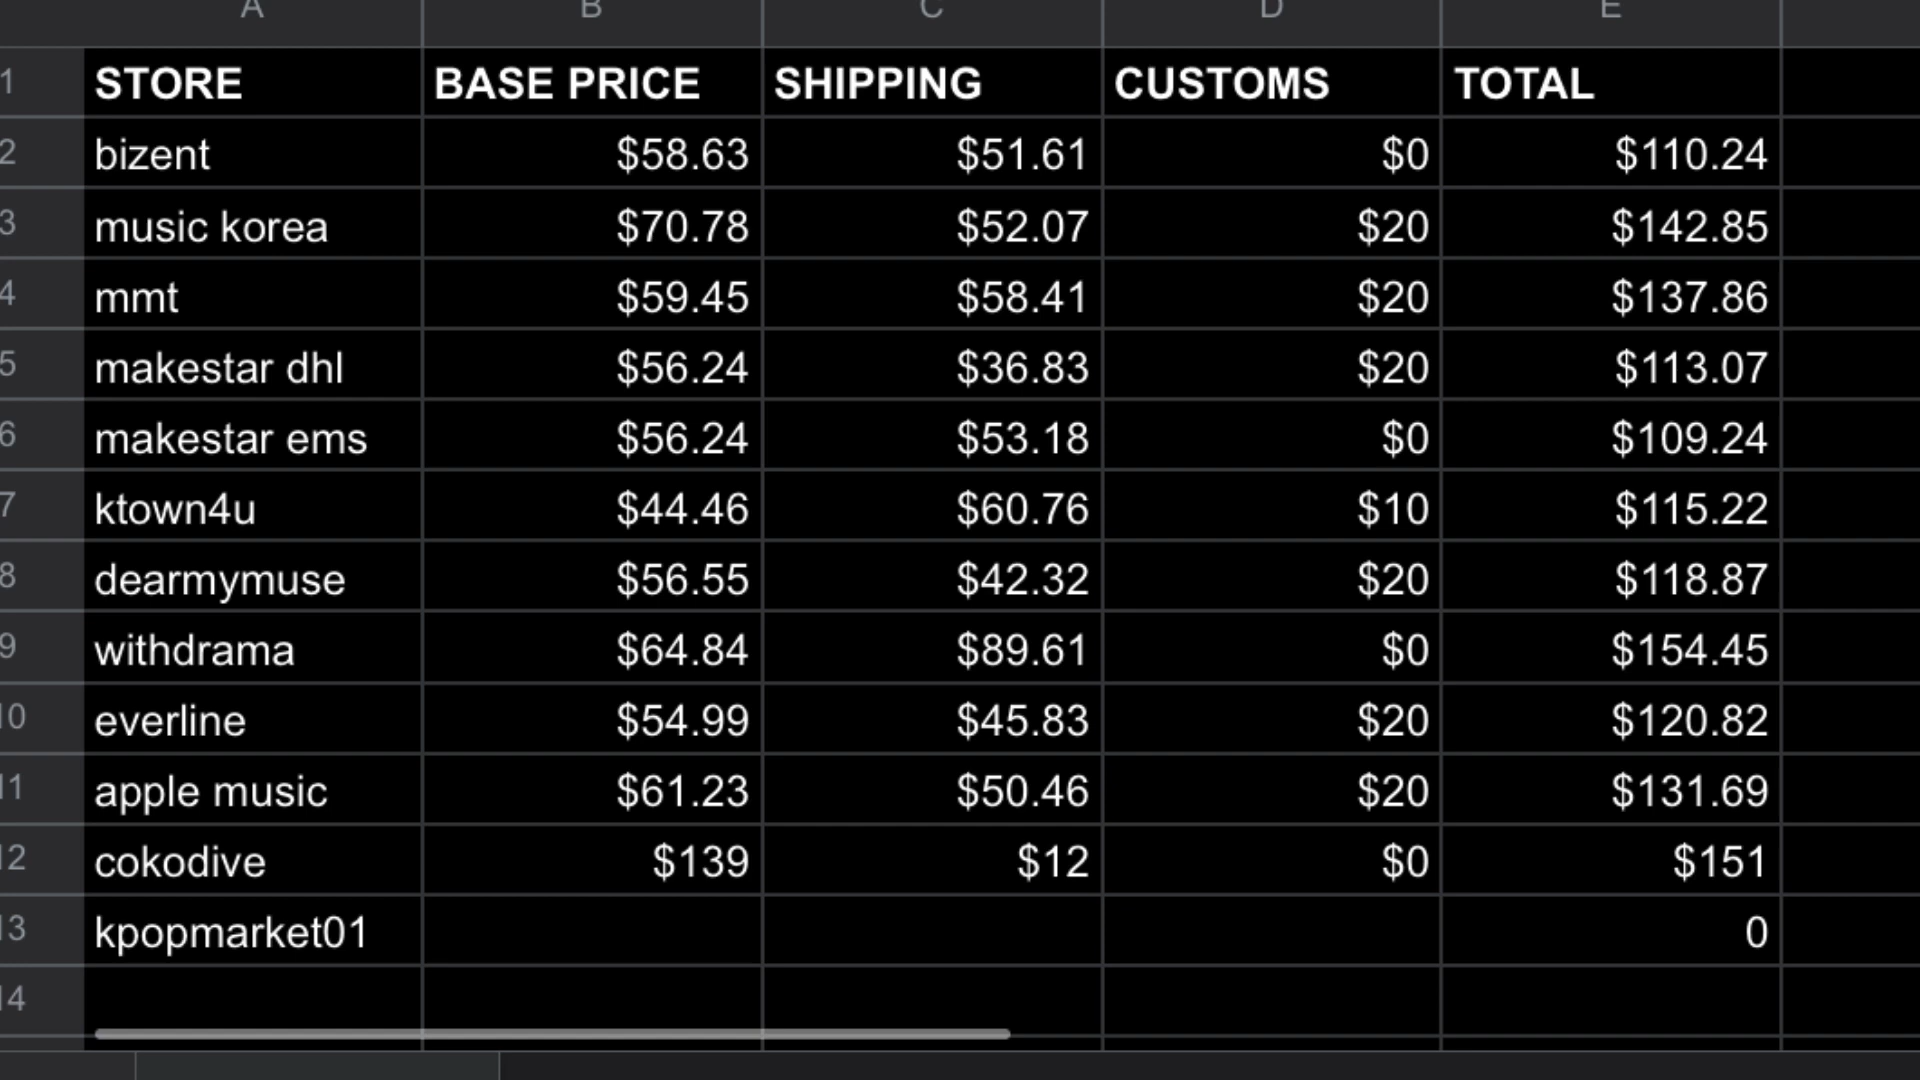 A B C D E
1 STORE BASE PRICE SHIPPING CUSTOMS TOTAL
2 bizent $58.63 $51.61 $0 $110.24
3 music korea $70.78 $52.07 $20 $142.85
4 mmt $59.45 $58.41 $20 $137.86
5 makestar dhl $56.24 $36.83 $20 $113.07
6 makestar ems $56.24 $53.18 $0 $109.24
7 ktown4u $44.46 $60.76 $10 $115.22
8 dearmymuse $56.55 $42.32 $20 $118.87
9 withdrama $64.84 $89.61 $0 $154.45
10 everline $54.99 $45.83 $20 $120.82
11 apple music $61.23 $50.46 $20 $131.69
12 cokodive $139 $12 $0 $151
13 kpopmarket01 0
14